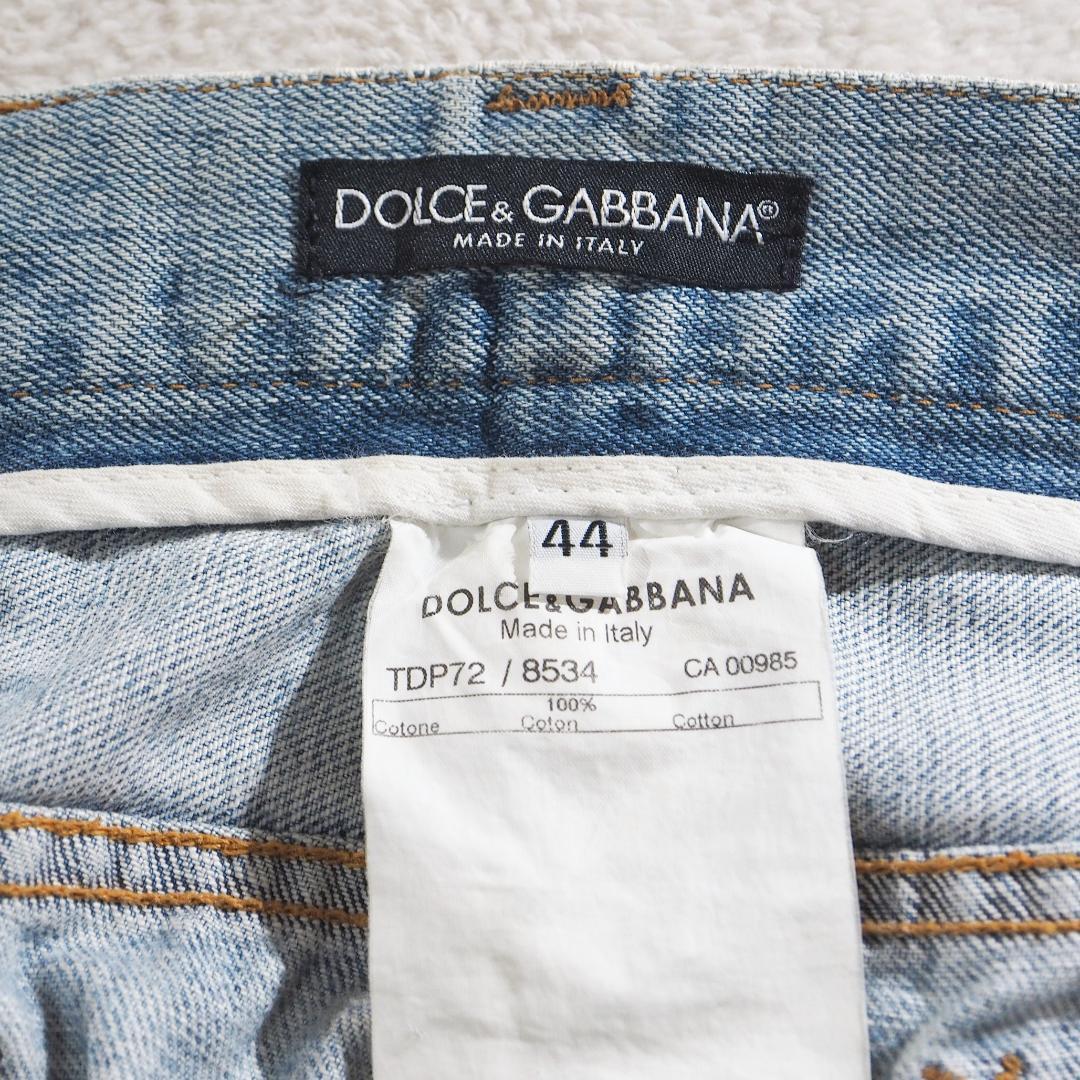 DOLCE & GABBANA®
MADE IN ITALY
44
DOLCE&GABBANA
Made in Italy
TDP72 / 8534 CA 00985
100%
Cotone Coton Cotton